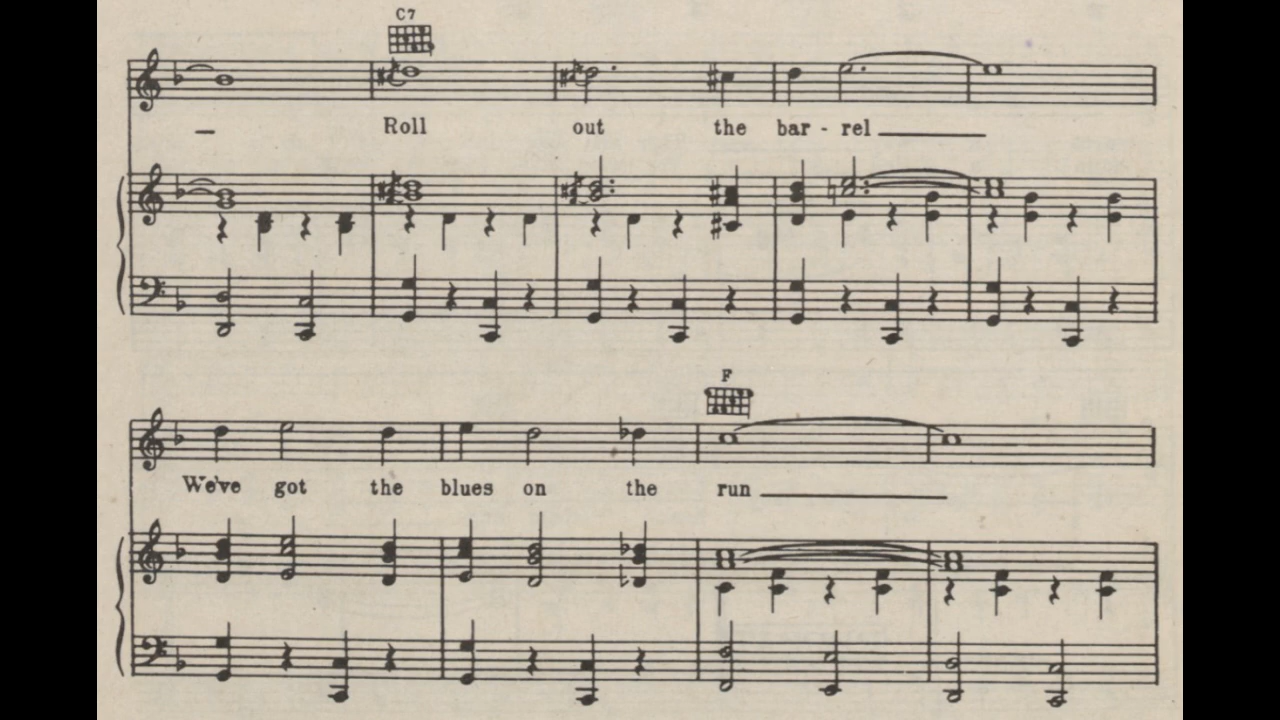 C7
Roll out the bar - rel
F
We've got the blues on the run